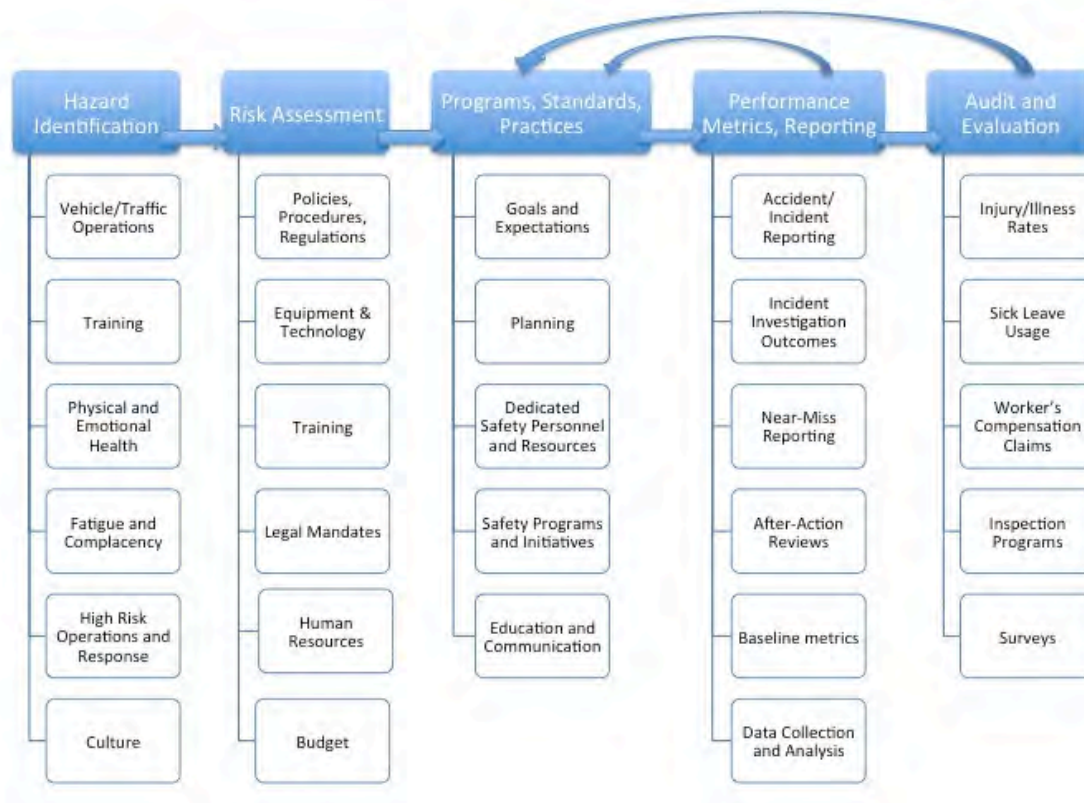 Hazard
Identification
Risk Assessment
Programs, Standards,
Practices
Performance
Metrics, Reporting
Audit and
Evaluation
Vehicle/Traffic
Operations
Training
Physical and
Emotional
Health
Fatigue and
Complacency
High Risk
Operations and
Response
Culture
Policies,
Procedures,
Regulations
Equipment &
Technology
Training
Legal Mandates
Human
Resources
Budget
Goals and
Expectations
Planning
Dedicated
Safety Personnel
and Resources
Safety Programs
and Initiatives
Education and
Communication
Accident/
Incident
Reporting
Incident
Investigation
Outcomes
Near-Miss
Reporting
After-Action
Reviews
Baseline metrics
Data Collection
and Analysis
Injury/Illness
Rates
Sick Leave
Usage
Worker's
Compensation
Claims
Inspection
Programs
Surveys